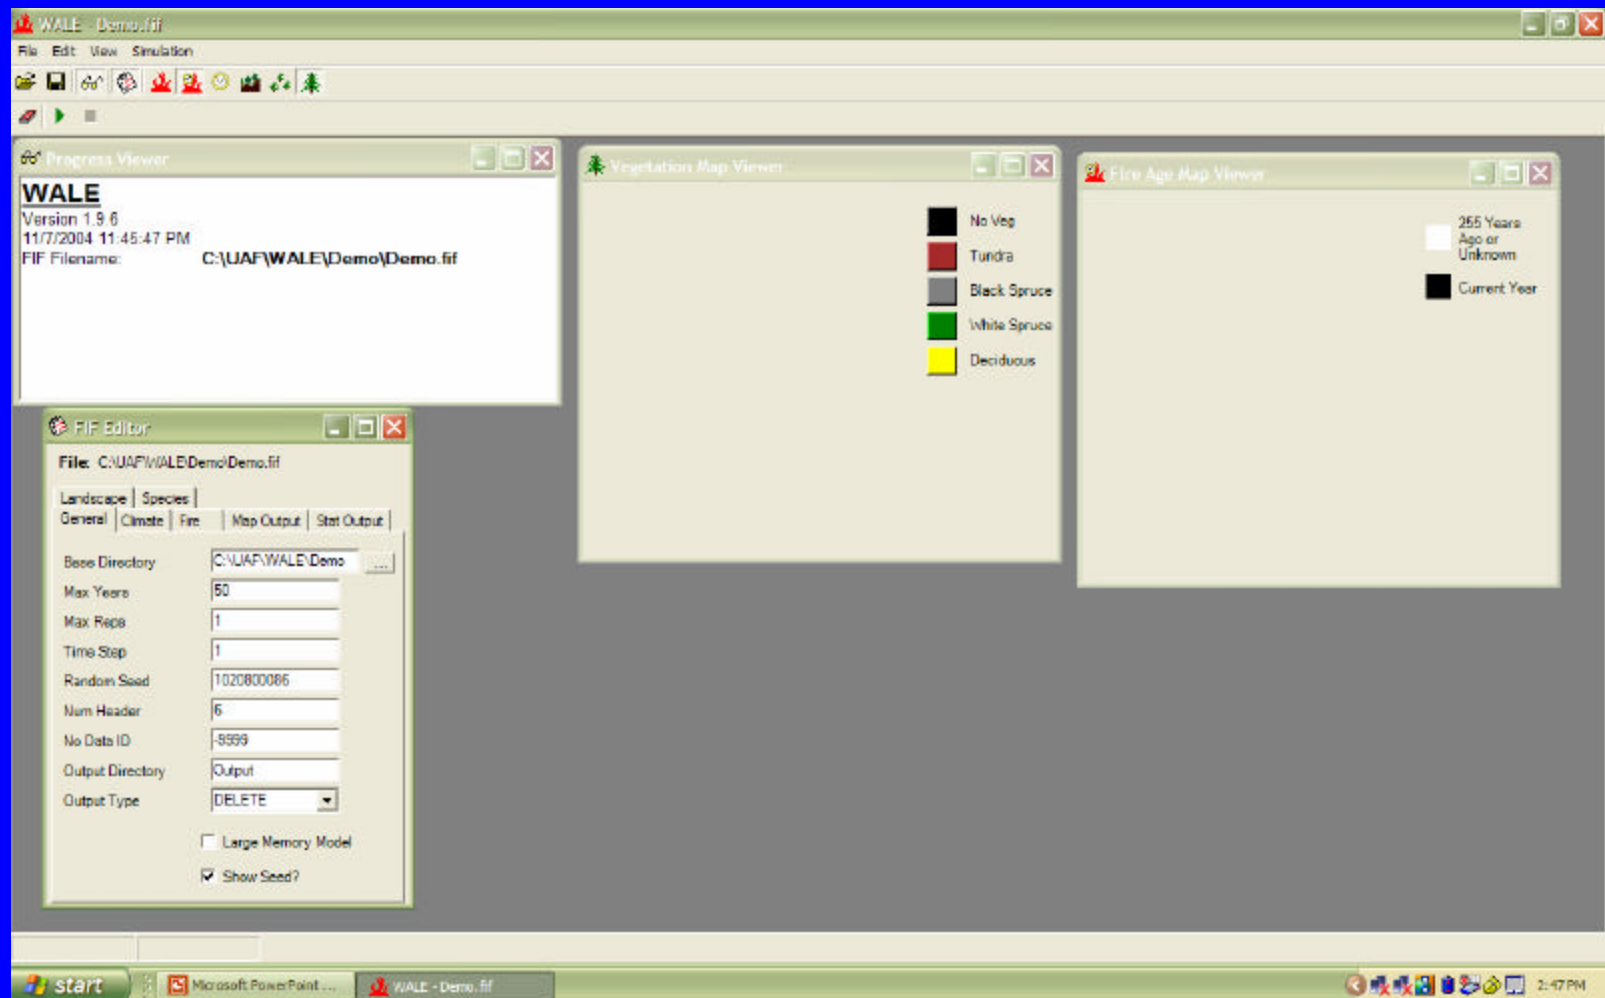 WALE - Demo.fif
File Edit View Simulation
Progress Viewer
WALE
Version 1.9.6
11/7/2004 11:45:47 PM
FIF Filename: C:\UAF\WALE\Demo\Demo.fif
Vegetation Map Viewer
No Veg
Tundra
Black Spruce
White Spruce
Deciduous
Fire Age Map Viewer
255 Years
Ago or
Unknown
Current Year
FIF Editor
File: C:\UAF\WALE\Demo\Demo.fif
Landscape Species
General Climate Fire Map Output Stat Output
Base Directory C:\UAF\WALE\Demo ...
Max Years 50
Max Reps 1
Time Step 1
Random Seed 1020800086
Num Header 6
No Data ID -9999
Output Directory Output
Output Type DELETE
Large Memory Model
Show Seed?
start Microsoft PowerPoint ... WALE - Demo.fif 2:47 PM